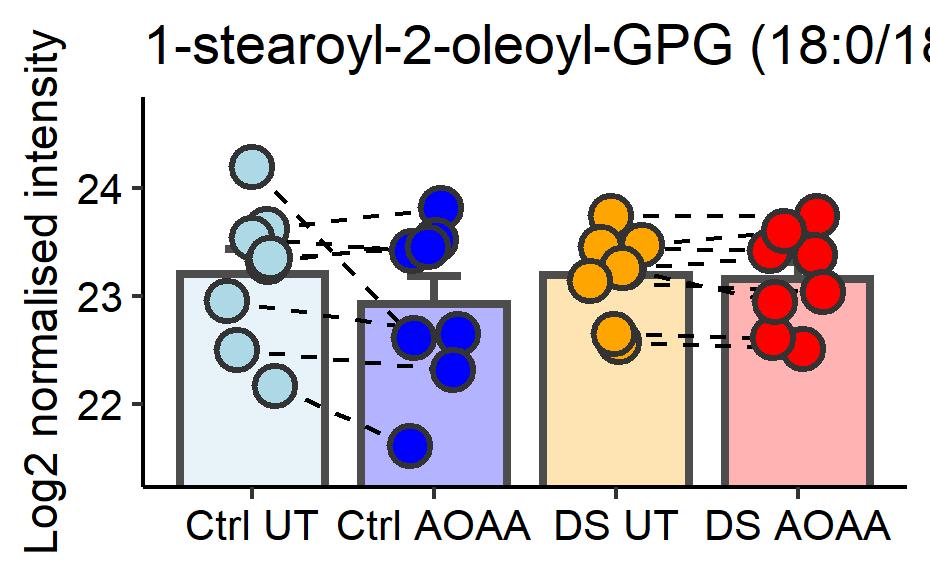 1-stearoyl-2-oleoyl-GPG (18:0/18
Log2 normalised intensity
24
23
22
Ctrl UT Ctrl AOAA DS UT DS AOAA